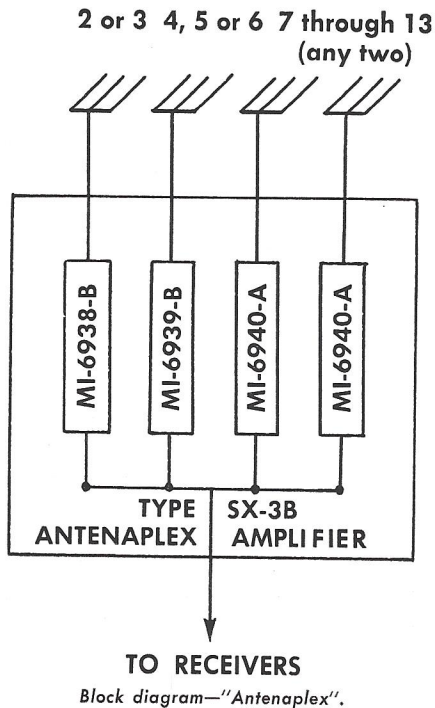 2 or 3 4, 5 or 6 7 through 13
(any two)
MI-6938-B
MI-6939-B
MI-6940-A
MI-6940-A
TYPE SX-3B
ANTENAPLEX AMPLIFIER
TO RECEIVERS
Block diagram—"Antenaplex".